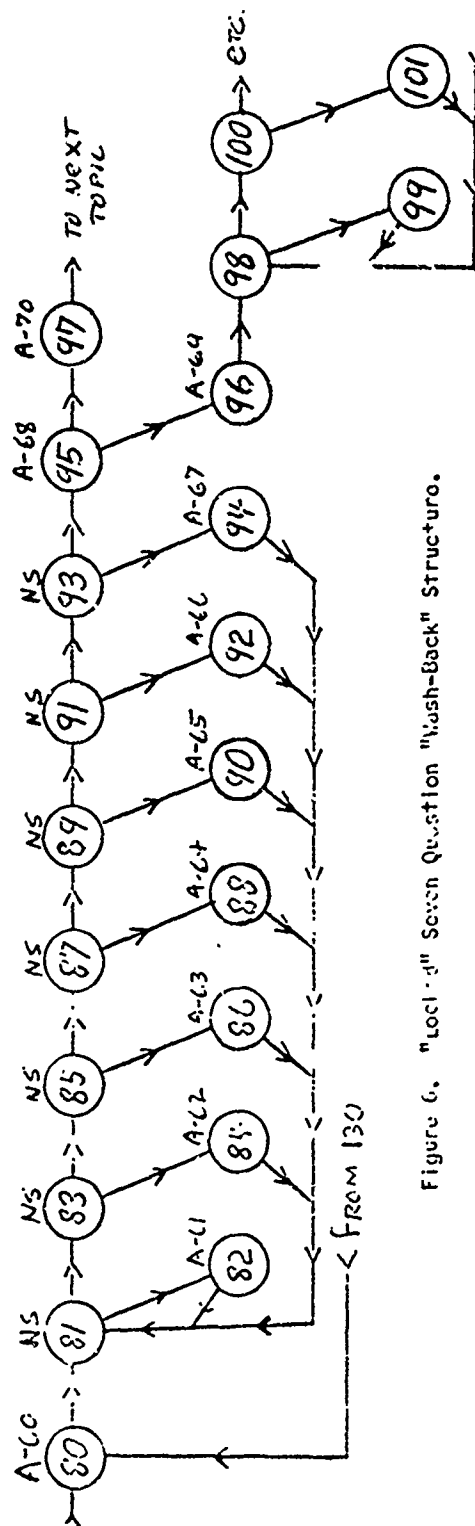 A-60 NS NS NS NS NS NS NS A-68 A-70
80 81 83 85 87 89 91 93 95 97 TO NEXT
TOPIC
A-61 A-62 A-63 A-64 A-65 A-66 A-67 A-69
82 84 86 88 90 92 94 96 98 100 ETC.
99 101
FROM 130
Figure 6. Seven Question "Wash-Back" Structure.